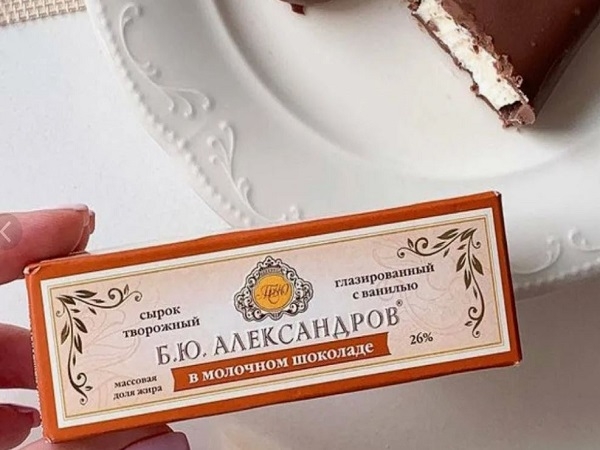 сырок
творожный
глазированный
с ванилью
Б.Ю. АЛЕКСАНДРОВ®
в молочном шоколаде
массовая
доля жира
26%